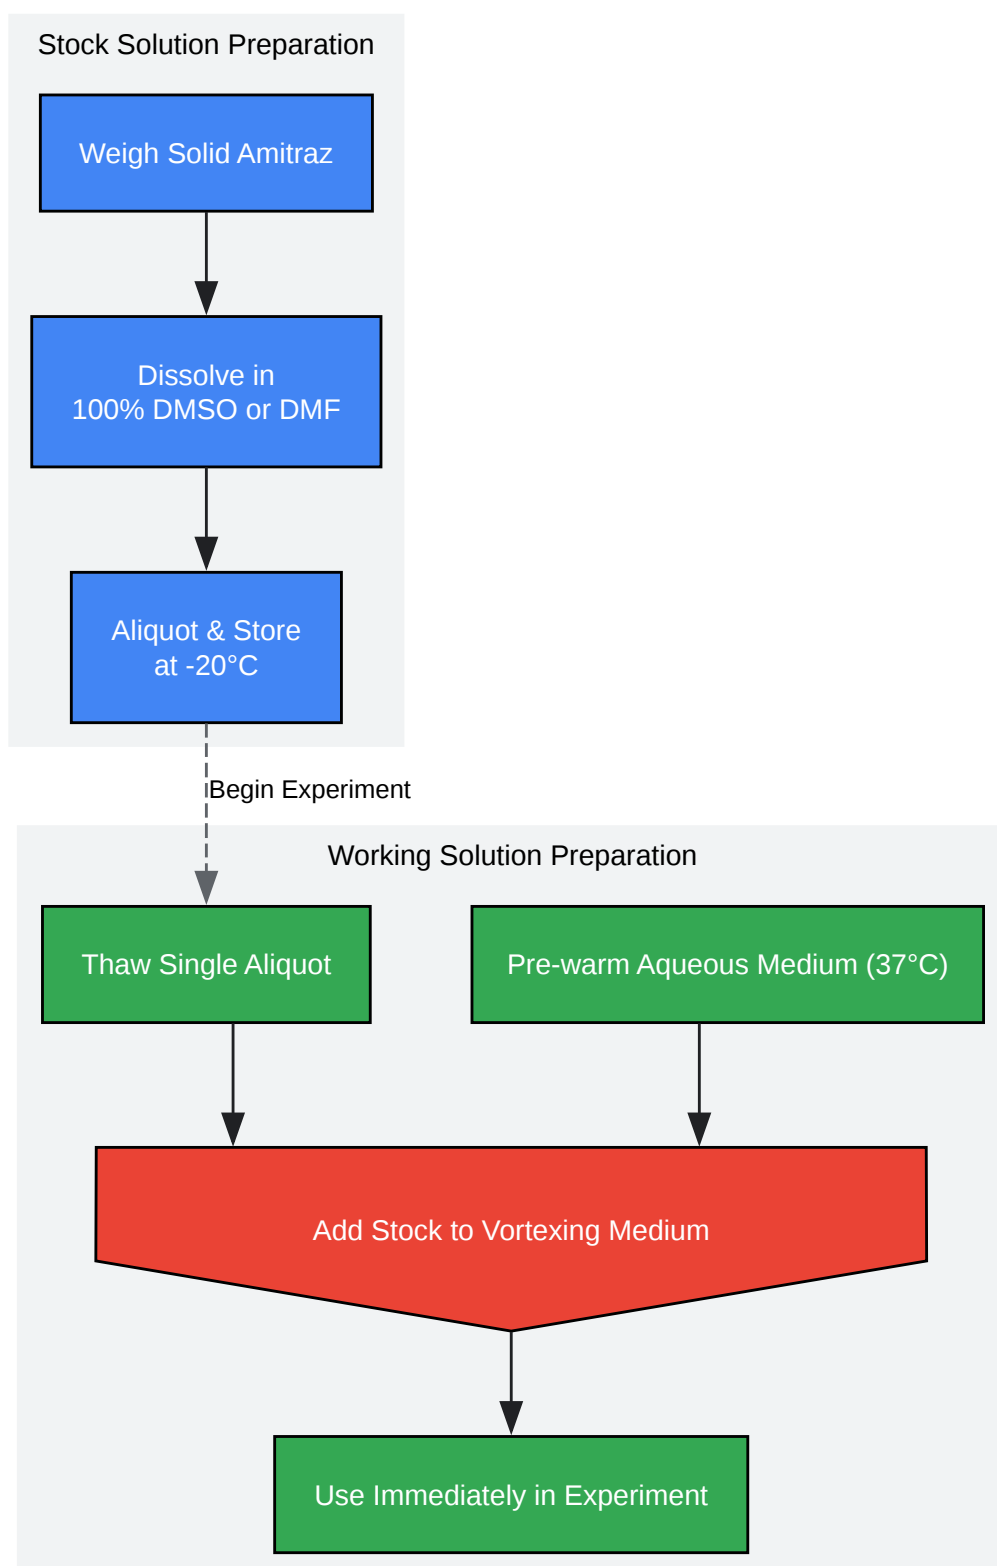 Stock Solution Preparation
Weigh Solid Amitraz
Dissolve in
100% DMSO or DMF
Aliquot & Store
at -20°C
Begin Experiment
Working Solution Preparation
Thaw Single Aliquot
Pre-warm Aqueous Medium (37°C)
Add Stock to Vortexing Medium
Use Immediately in Experiment